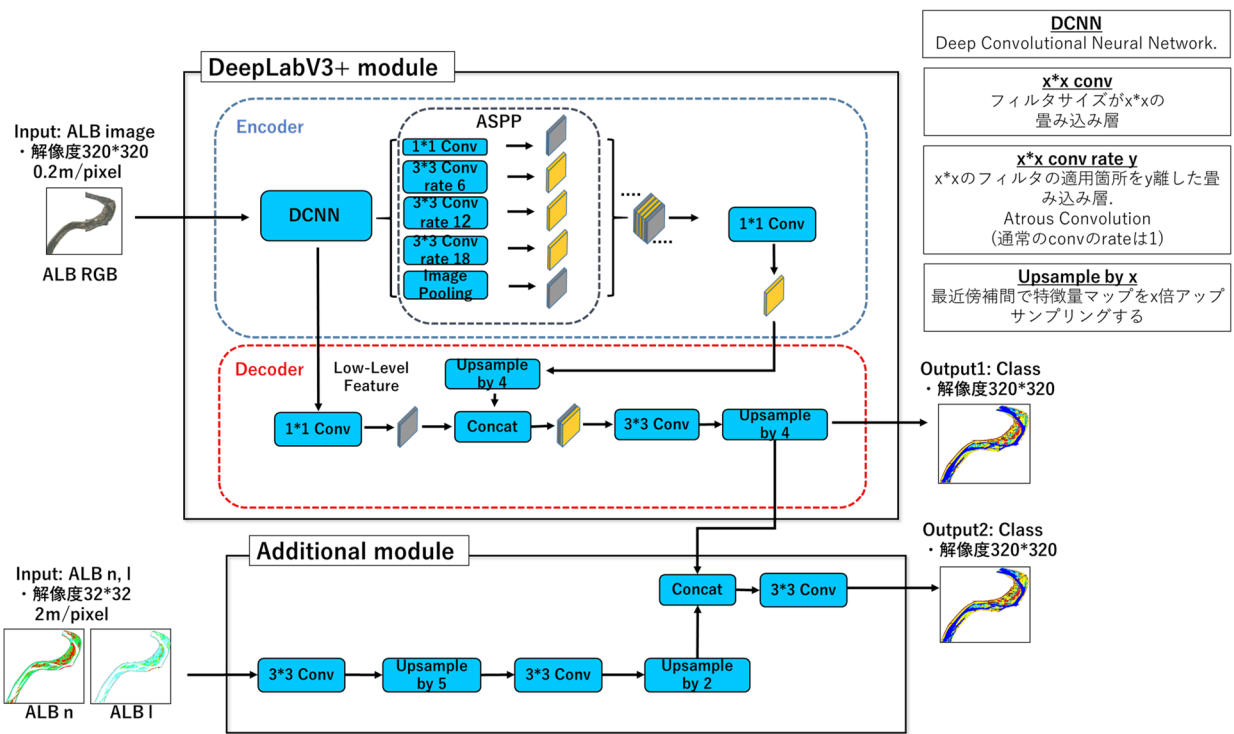 DeepLabV3+ module
Encoder
ASPP
Input: ALB image
・解像度320*320
0.2m/pixel
ALB RGB
DCNN
1*1 Conv
3*3 Conv
rate 6
3*3 Conv
rate 12
3*3 Conv
rate 18
Image
Pooling
....
....
1*1 Conv
Decoder
Low-Level
Feature
Upsample
by 4
1*1 Conv
Concat
3*3 Conv
Upsample
by 4
DCNN
Deep Convolutional Neural Network.
x*x conv
フィルタサイズがx*xの
畳み込み層
x*x conv rate y
x*xのフィルタの適用箇所をy離した畳
み込み層.
Atrous Convolution
(通常のconvのrateは1)
Upsample by x
最近傍補間で特徴量マップをx倍アップ
サンプリングする
Output1: Class
・解像度320*320
Output2: Class
・解像度320*320
Additional module
Input: ALB n, l
・解像度32*32
2m/pixel
ALB n
ALB l
3*3 Conv
Upsample
by 5
3*3 Conv
Upsample
by 2
Concat
3*3 Conv